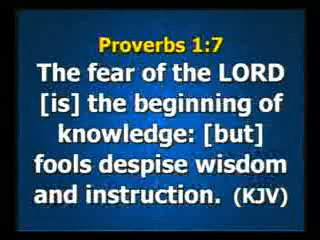 Proverbs 1:7
The fear of the LORD
[is] the beginning of
knowledge: [but]
fools despise wisdom
and instruction. (KJV)